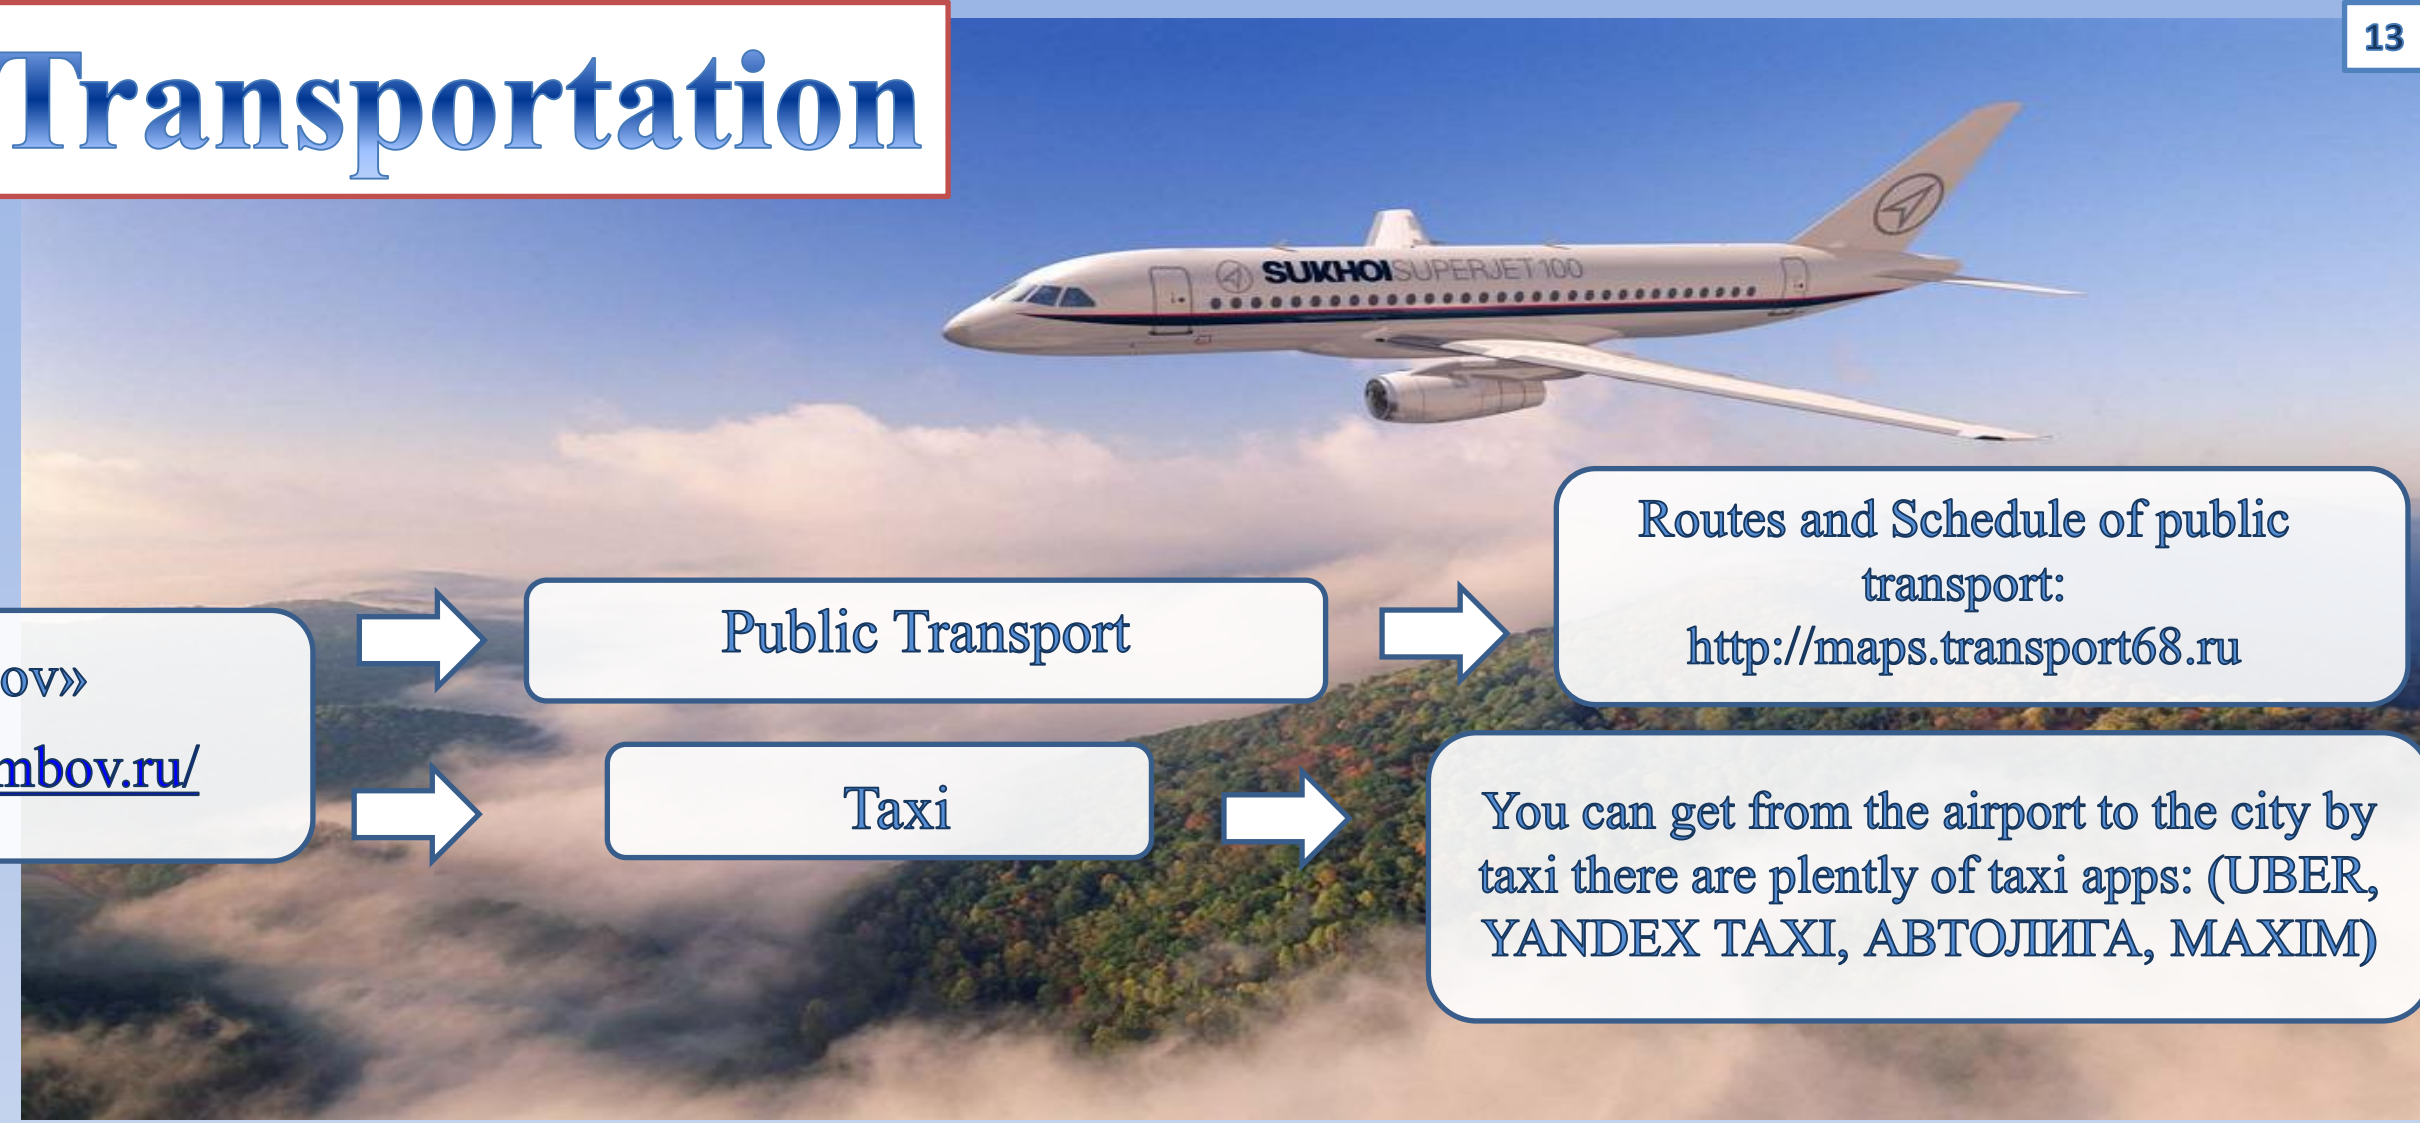 Transportation
13
SUKHOI SUPERJET 100
Routes and Schedule of public
transport:
http://maps.transport68.ru
Public Transport
ov»
mbov.ru/
Taxi
You can get from the airport to the city by
taxi there are plently of taxi apps: (UBER,
YANDEX TAXI, АВТОЛИГА, MAXIM)